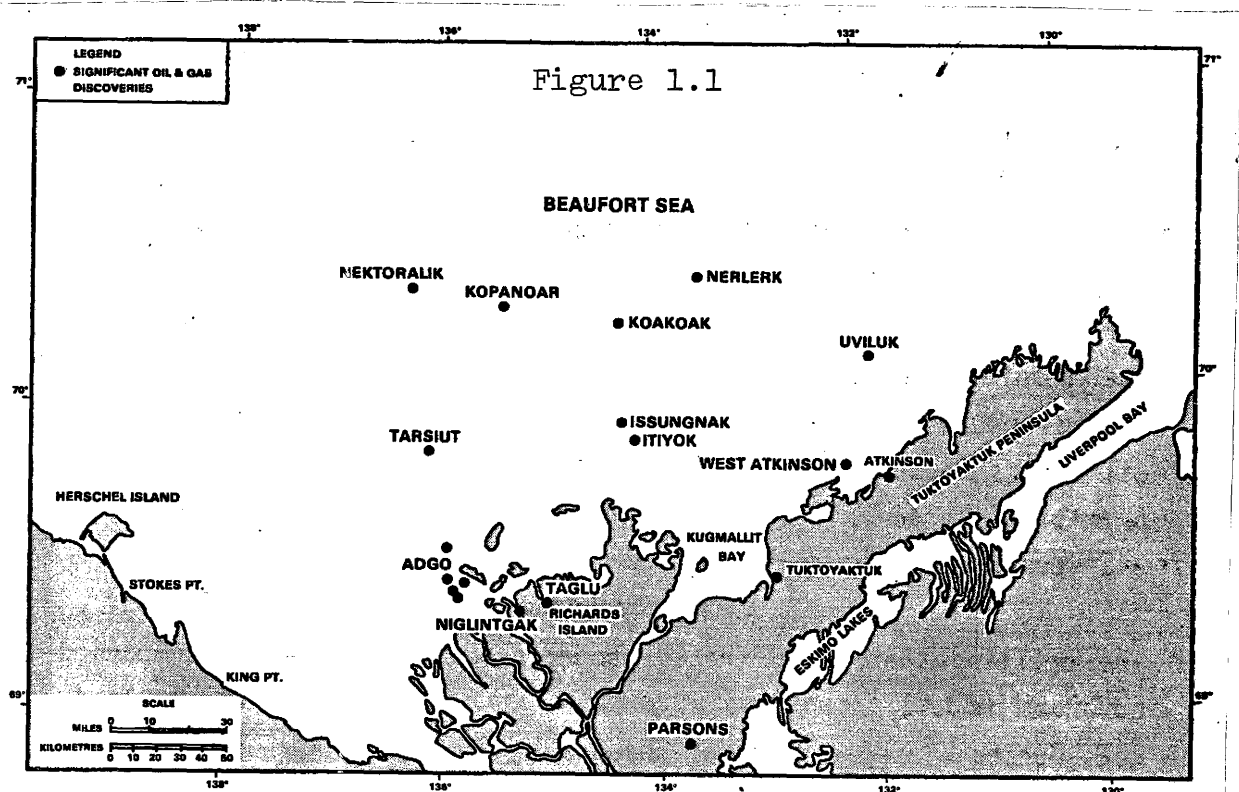 138° 136° 134° 132° 130°
LEGEND
SIGNIFICANT OIL & GAS
DISCOVERIES
Figure 1.1
71° 71°
BEAUFORT SEA
NEKTORALIK
KOPANOAR
NERLERK
KOAKOAK
UVILUK
70° 70°
ISSUNGNAK
ITIYOK
TARSIUT
WEST ATKINSON
ATKINSON
TUKTOYAKTUK PENINSULA
LIVERPOOL BAY
HERSCHEL ISLAND
KUGMALLIT
BAY
ADGO
TUKTOYAKTUK
STOKES PT.
TAGLU
RICHARDS
ISLAND
NIGLINTGAK
ESKIMO LAKES
KING PT.
69°
SCALE
MILES 0 10 30
KILOMETRES
0 10 20 30 40 50
PARSONS
138° 136° 134° 132° 130°